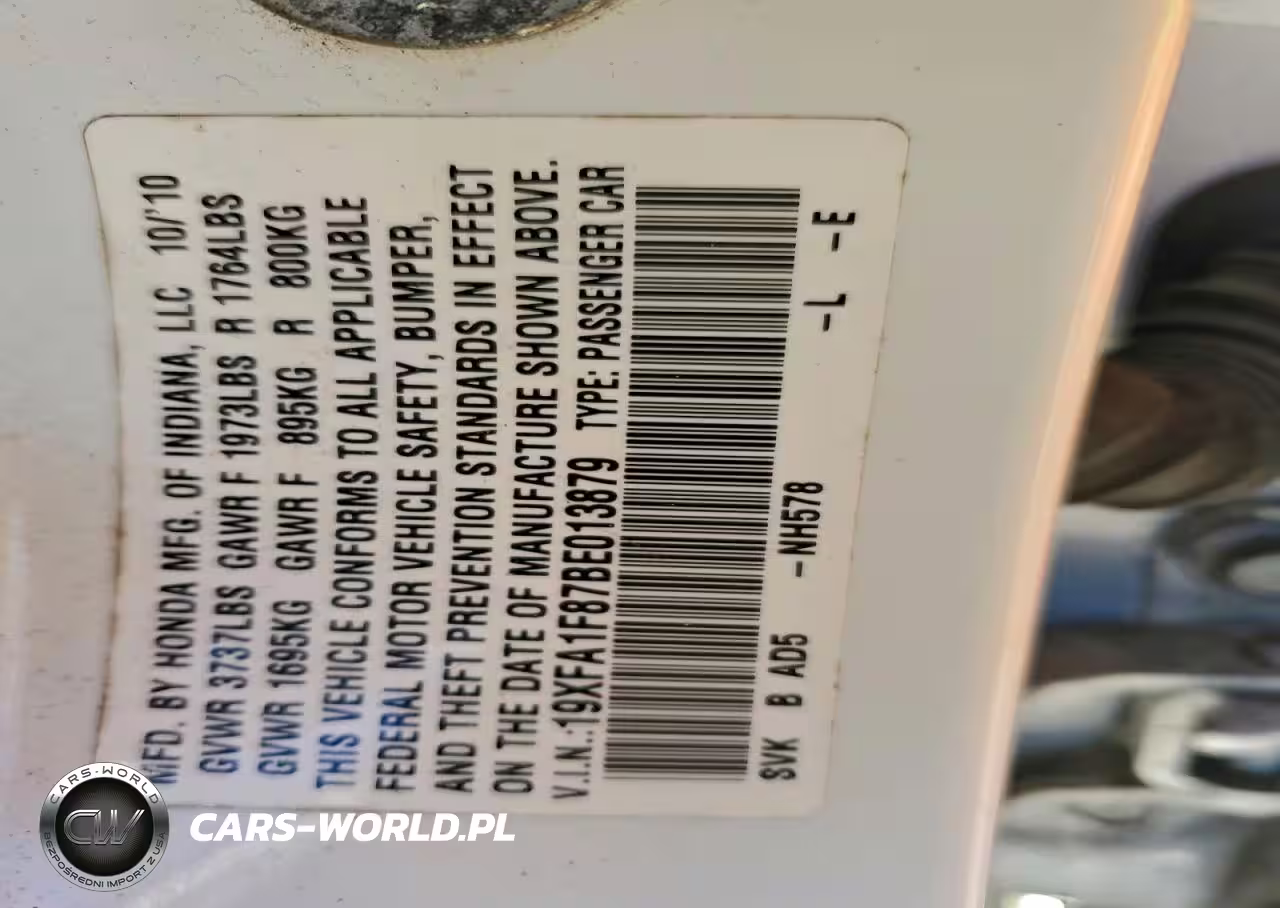 MFD. BY HONDA MFG. OF INDIANA, LLC 10/'10
GVWR 3737LBS GAWR F 1973LBS R 1764LBS
GVWR 1695KG GAWR F 895KG R 800KG
THIS VEHICLE CONFORMS TO ALL APPLICABLE
FEDERAL MOTOR VEHICLE SAFETY, BUMPER,
AND THEFT PREVENTION STANDARDS IN EFFECT
ON THE DATE OF MANUFACTURE SHOWN ABOVE.
V.I.N.:19XFA1F87BE013879 TYPE: PASSENGER CAR
SVK B AD5 -NH578 -L -E
CARS-WORLD
CW
BEZPOŚREDNI IMPORT Z USA
CARS-WORLD.PL